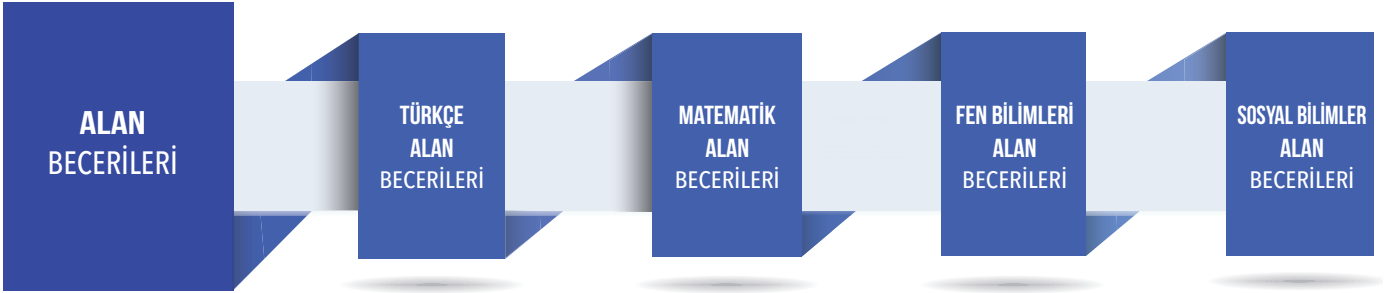 ALAN
BECERİLERİ
TÜRKÇE
ALAN
BECERİLERİ
MATEMATİK
ALAN
BECERİLERİ
FEN BİLİMLERİ
ALAN
BECERİLERİ
SOSYAL BİLİMLER
ALAN
BECERİLERİ